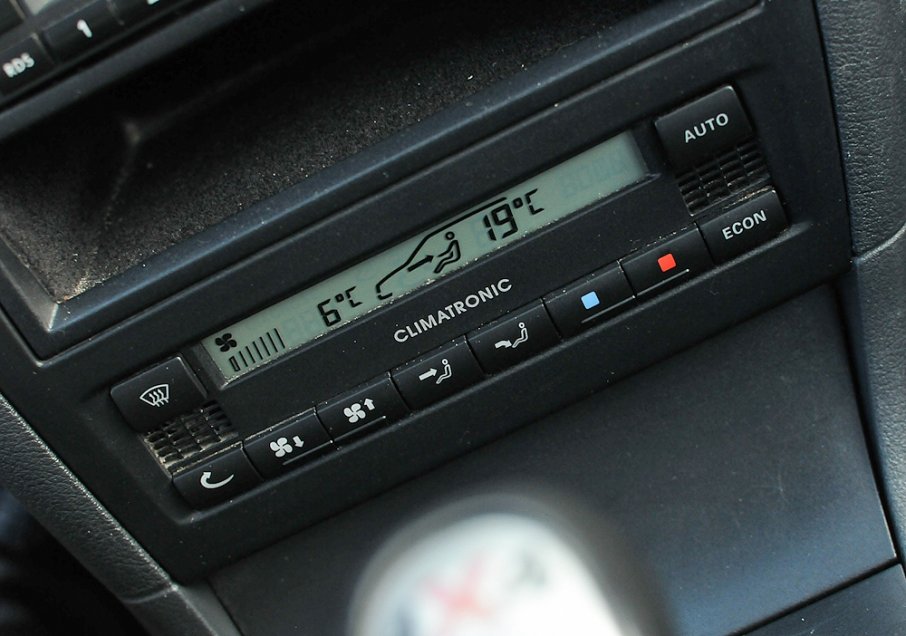 RDS
1
AUTO
6°C
19°C
CLIMATRONIC
ECON